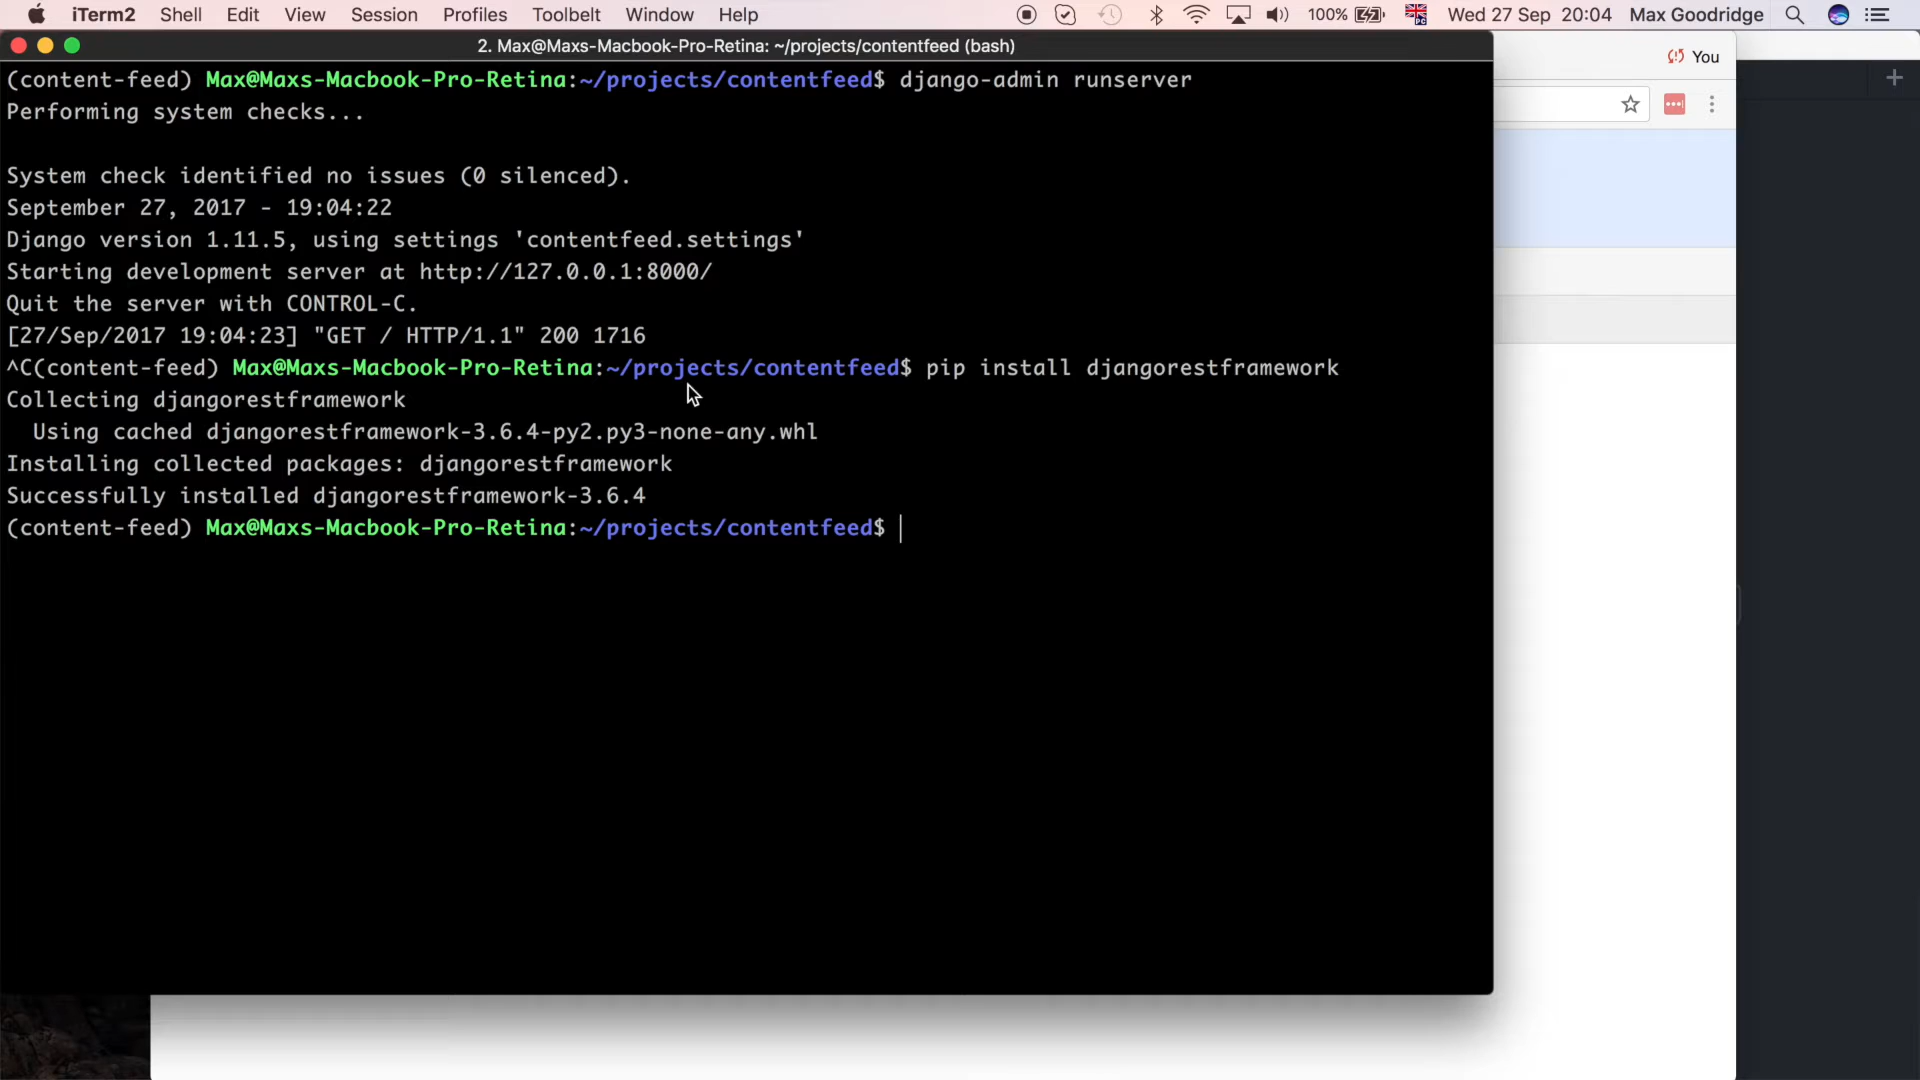 iTerm2 Shell Edit View Session Profiles Toolbelt Window Help 100% Wed 27 Sep 20:04 Max Goodridge
2. Max@Maxs-Macbook-Pro-Retina: ~/projects/contentfeed (bash)
You
(content-feed) Max@Maxs-Macbook-Pro-Retina:~/projects/contentfeed$ django-admin runserver
Performing system checks...
System check identified no issues (0 silenced).
September 27, 2017 - 19:04:22
Django version 1.11.5, using settings 'contentfeed.settings'
Starting development server at http://127.0.0.1:8000/
Quit the server with CONTROL-C.
[27/Sep/2017 19:04:23] "GET / HTTP/1.1" 200 1716
^C(content-feed) Max@Maxs-Macbook-Pro-Retina:~/projects/contentfeed$ pip install djangorestframework
Collecting djangorestframework
  Using cached djangorestframework-3.6.4-py2.py3-none-any.whl
Installing collected packages: djangorestframework
Successfully installed djangorestframework-3.6.4
(content-feed) Max@Maxs-Macbook-Pro-Retina:~/projects/contentfeed$